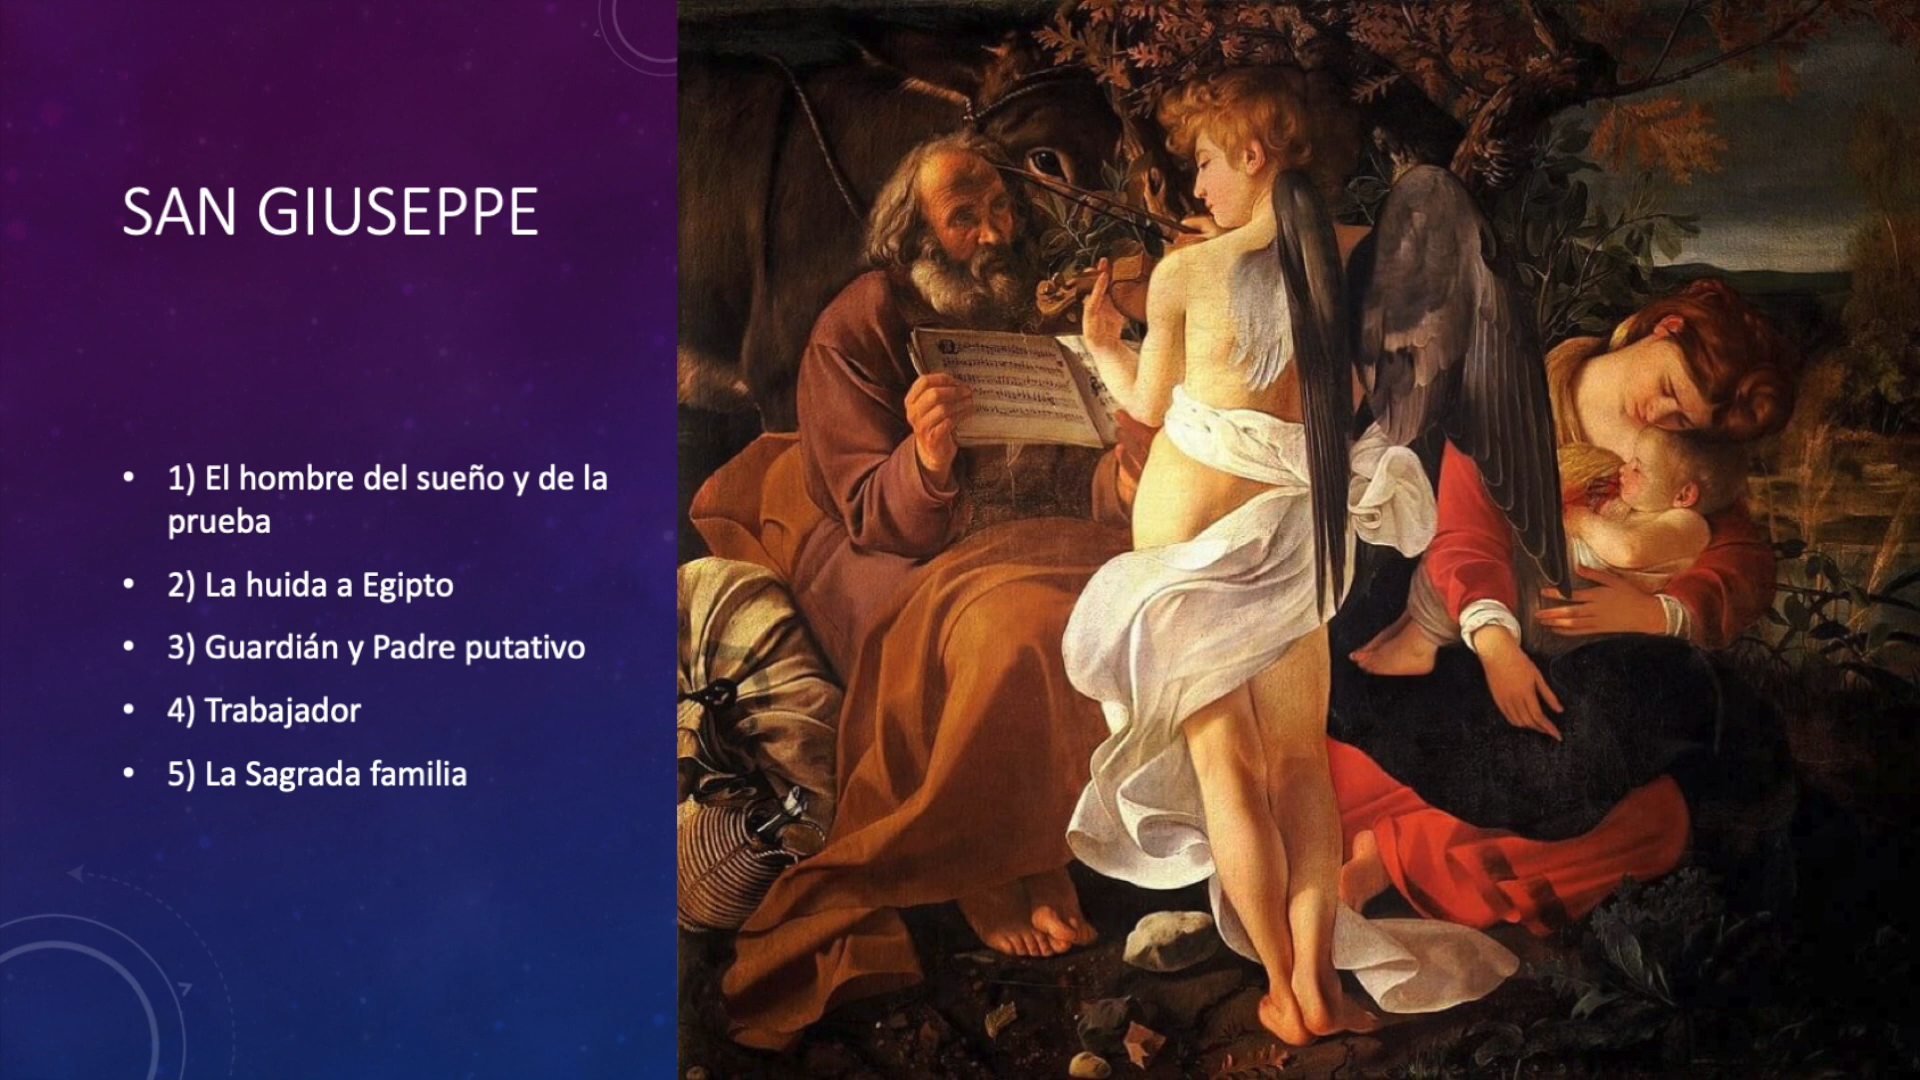 SAN GIUSEPPE
• 1) El hombre del sueño y de la
prueba
• 2) La huida a Egipto
• 3) Guardián y Padre putativo
• 4) Trabajador
• 5) La Sagrada familia